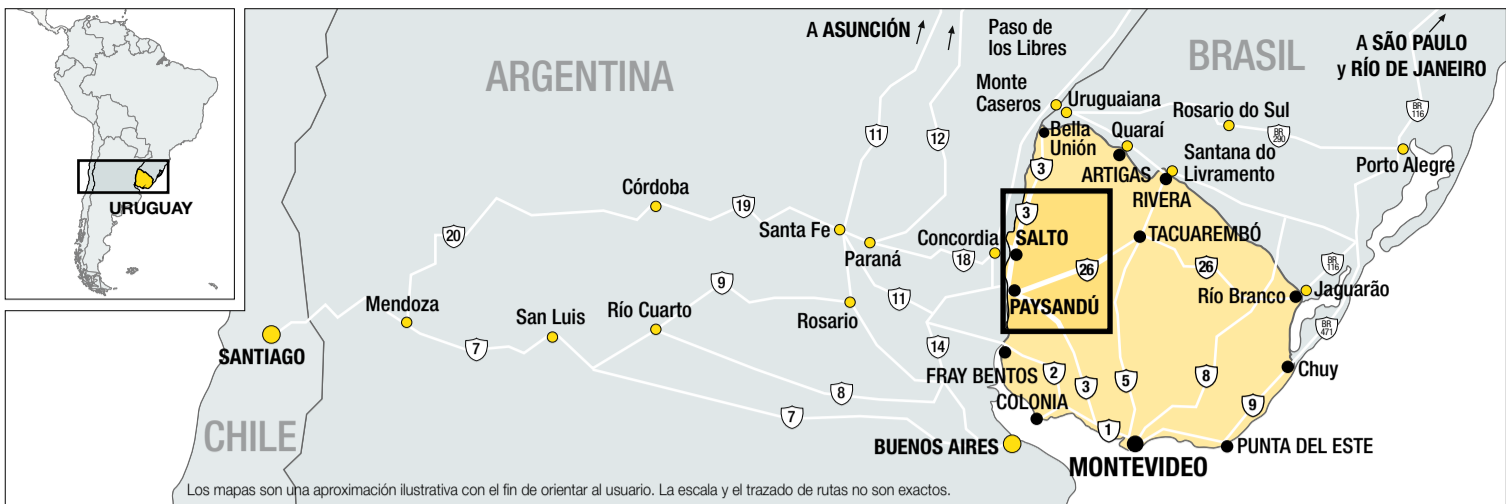 URUGUAY
A ASUNCIÓN
Paso de
los Libres
BRASIL
A SÃO PAULO
y RÍO DE JANEIRO
ARGENTINA
Monte
Caseros
Uruguaiana
Rosario do Sul
BR
116
11
12
Bella
Unión
Quaraí
BR
290
Porto Alegre
3
ARTIGAS
Santana do
Livramento
RIVERA
Córdoba
19
3
20
Santa Fe
Concordia
SALTO
TACUAREMBÓ
Paraná
18
26
26
BR
116
Mendoza
9
11
PAYSANDÚ
Río Branco
Jaguarão
San Luis
Río Cuarto
Rosario
BR
471
SANTIAGO
7
14
FRAY BENTOS
2
3
5
8
Chuy
8
COLONIA
9
7
1
CHILE
BUENOS AIRES
MONTEVIDEO
PUNTA DEL ESTE
Los mapas son una aproximación ilustrativa con el fin de orientar al usuario. La escala y el trazado de rutas no son exactos.